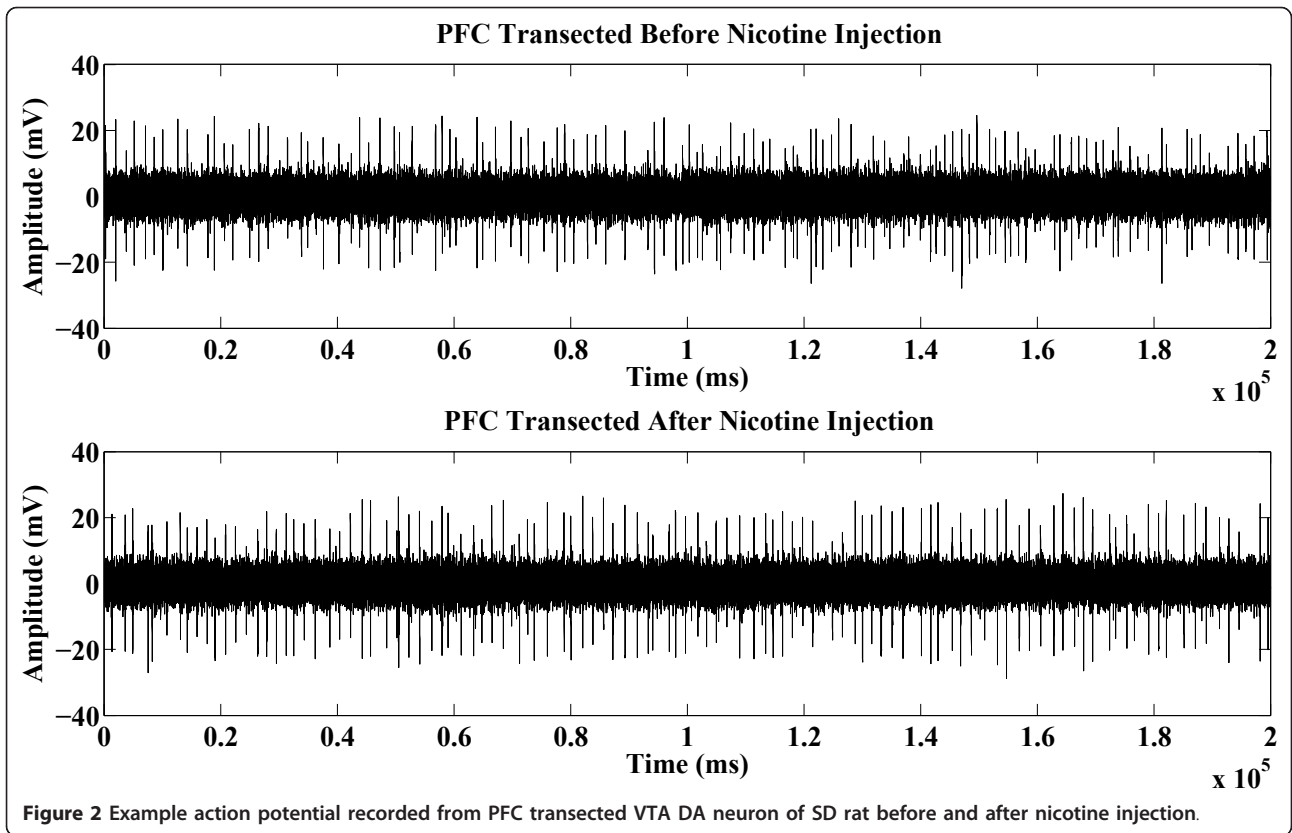 PFC Transected Before Nicotine Injection
40
20
0
−20
−40
Amplitude (mV)
0 0.2 0.4 0.6 0.8 1 1.2 1.4 1.6 1.8 2
Time (ms)
x 10^5
PFC Transected After Nicotine Injection
40
20
0
−20
−40
Amplitude (mV)
0 0.2 0.4 0.6 0.8 1 1.2 1.4 1.6 1.8 2
Time (ms)
x 10^5
Figure 2 Example action potential recorded from PFC transected VTA DA neuron of SD rat before and after nicotine injection.